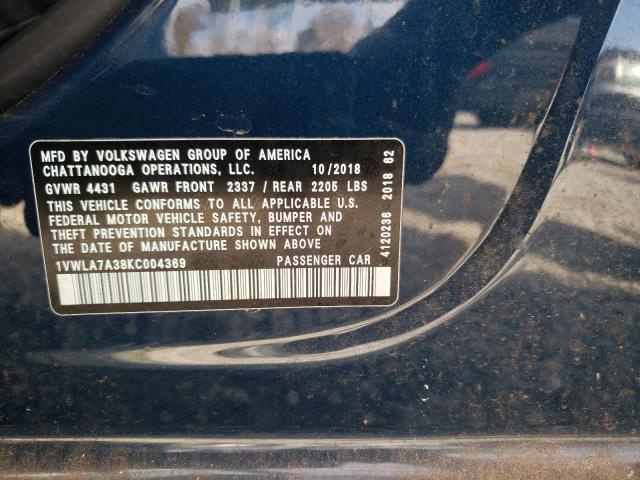 MFD BY VOLKSWAGEN GROUP OF AMERICA
CHATTANOOGA OPERATIONS, LLC. 10/2018
GVWR 4431 GAWR FRONT 2337 / REAR 2205 LBS
THIS VEHICLE CONFORMS TO ALL APPLICABLE U.S.
FEDERAL MOTOR VEHICLE SAFETY, BUMPER AND
THEFT PREVENTION STANDARDS IN EFFECT ON
THE DATE OF MANUFACTURE SHOWN ABOVE
1VWLA7A38KC004369 PASSENGER CAR
4120236 2018 62